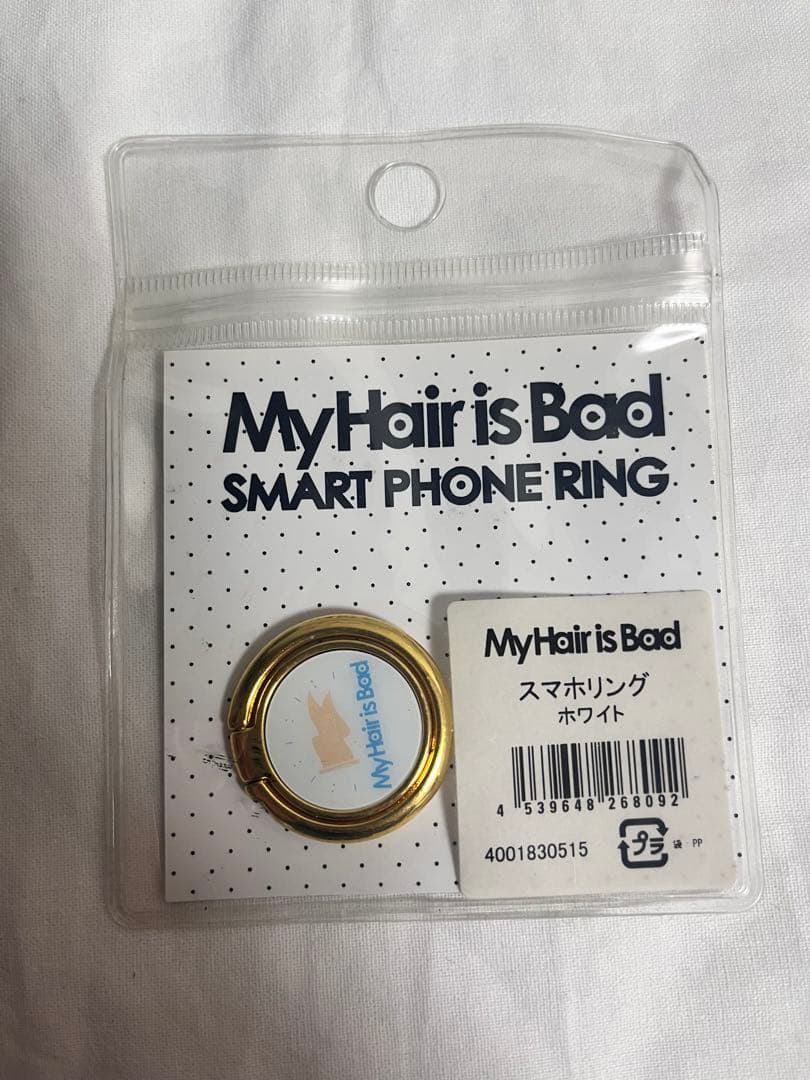 My Hair is Bad
SMART PHONE RING
My Hair is Bad
My Hair is Bad
スマホリング
ホワイト
4 539648 268092
4001830515
プラ 袋・PP